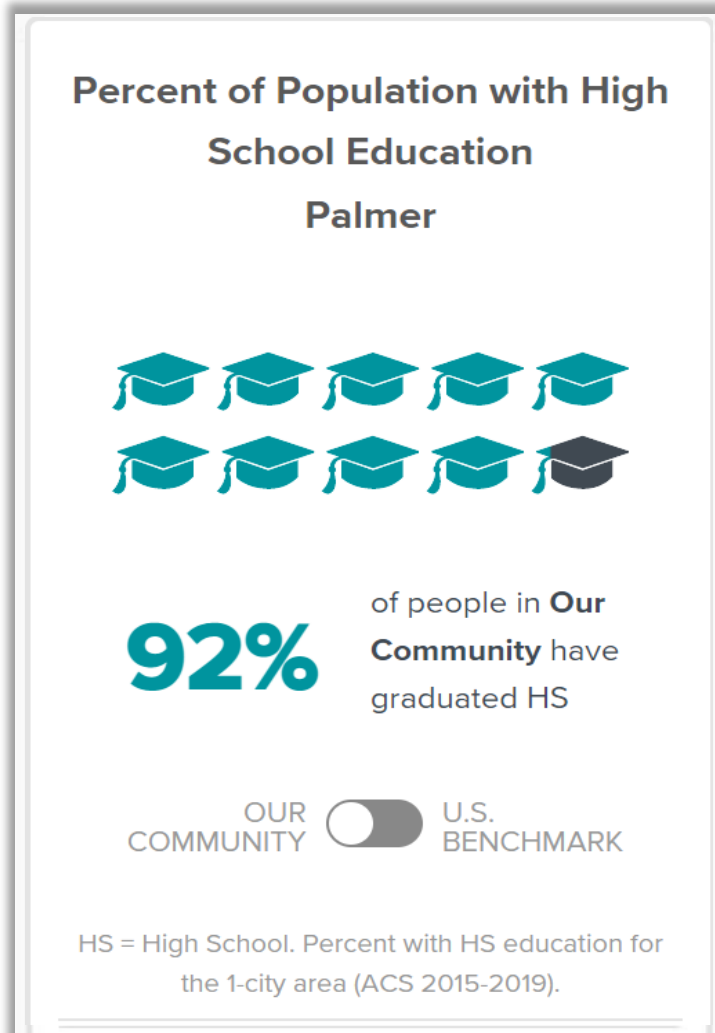 Percent of Population with High
School Education
Palmer
92%
of people in Our
Community have
graduated HS
OUR
COMMUNITY
U.S.
BENCHMARK
HS = High School. Percent with HS education for
the 1-city area (ACS 2015-2019).